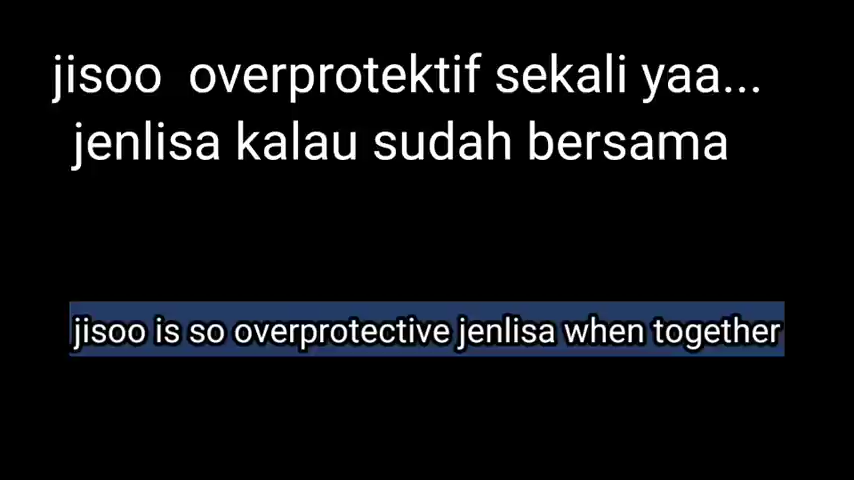 jisoo  overprotektif sekali yaa...
jenlisa kalau sudah bersama
jisoo is so overprotective jenlisa when together